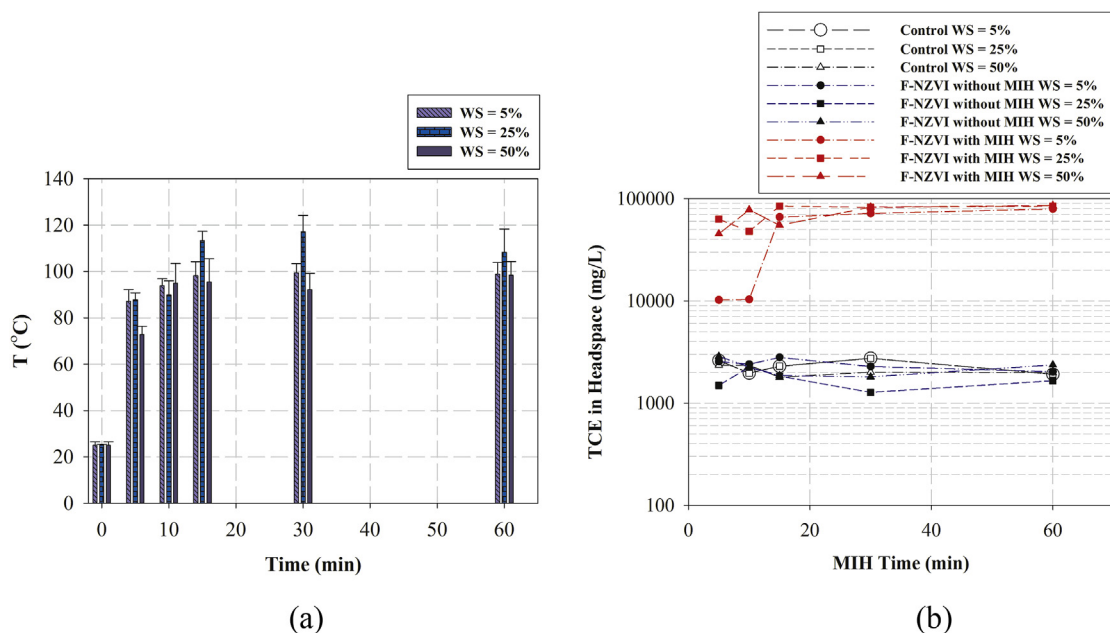 WS = 5%
WS = 25%
WS = 50%
140
120
100
80
60
40
20
0
T (°C)
0 10 20 30 40 50 60
Time (min)
(a)
Control WS = 5%
Control WS = 25%
Control WS = 50%
F-NZVI without MIH WS = 5%
F-NZVI without MIH WS = 25%
F-NZVI without MIH WS = 50%
F-NZVI with MIH WS = 5%
F-NZVI with MIH WS = 25%
F-NZVI with MIH WS = 50%
100000
10000
1000
100
TCE in Headspace (mg/L)
0 20 40 60
MIH Time (min)
(b)